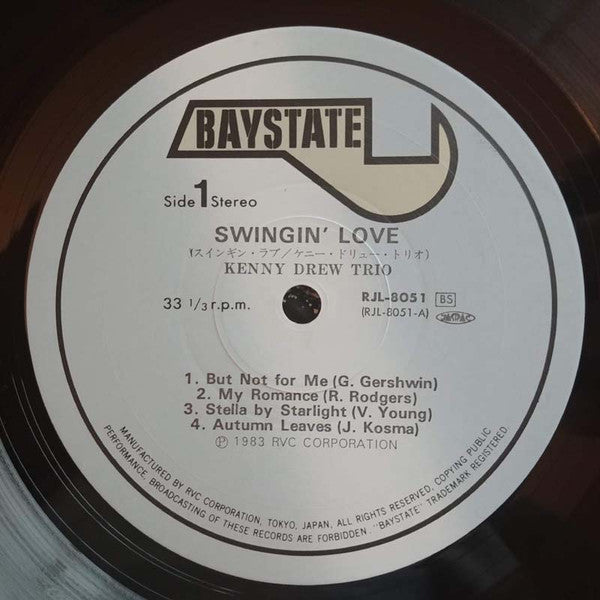 BAYSTATE
Side 1 Stereo
SWINGIN' LOVE
(スインギン・ラブ/ケニー・ドリュー・トリオ)
KENNY DREW TRIO
33 1/3 r.p.m.
RJL-8051 BS
(RJL-8051-A)
1. But Not for Me (G. Gershwin)
2. My Romance (R. Rodgers)
3. Stella by Starlight (V. Young)
4. Autumn Leaves (J. Kosma)
Ⓟ 1983 RVC CORPORATION
MANUFACTURED BY RVC CORPORATION, TOKYO, JAPAN, ALL RIGHTS RESERVED, COPYING PUBLIC
PERFORMANCE, BROADCASTING OF THESE RECORDS ARE FORBIDDEN. "BAYSTATE" TRADEMARK REGISTERED